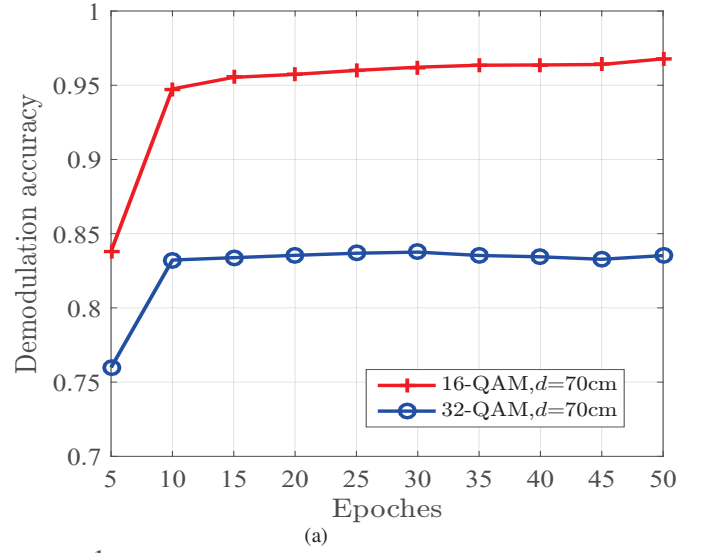 1
0.95
0.9
0.85
0.8
0.75
0.7
Demodulation accuracy
16-QAM,d=70cm
32-QAM,d=70cm
5 10 15 20 25 30 35 40 45 50
Epoches
(a)
1